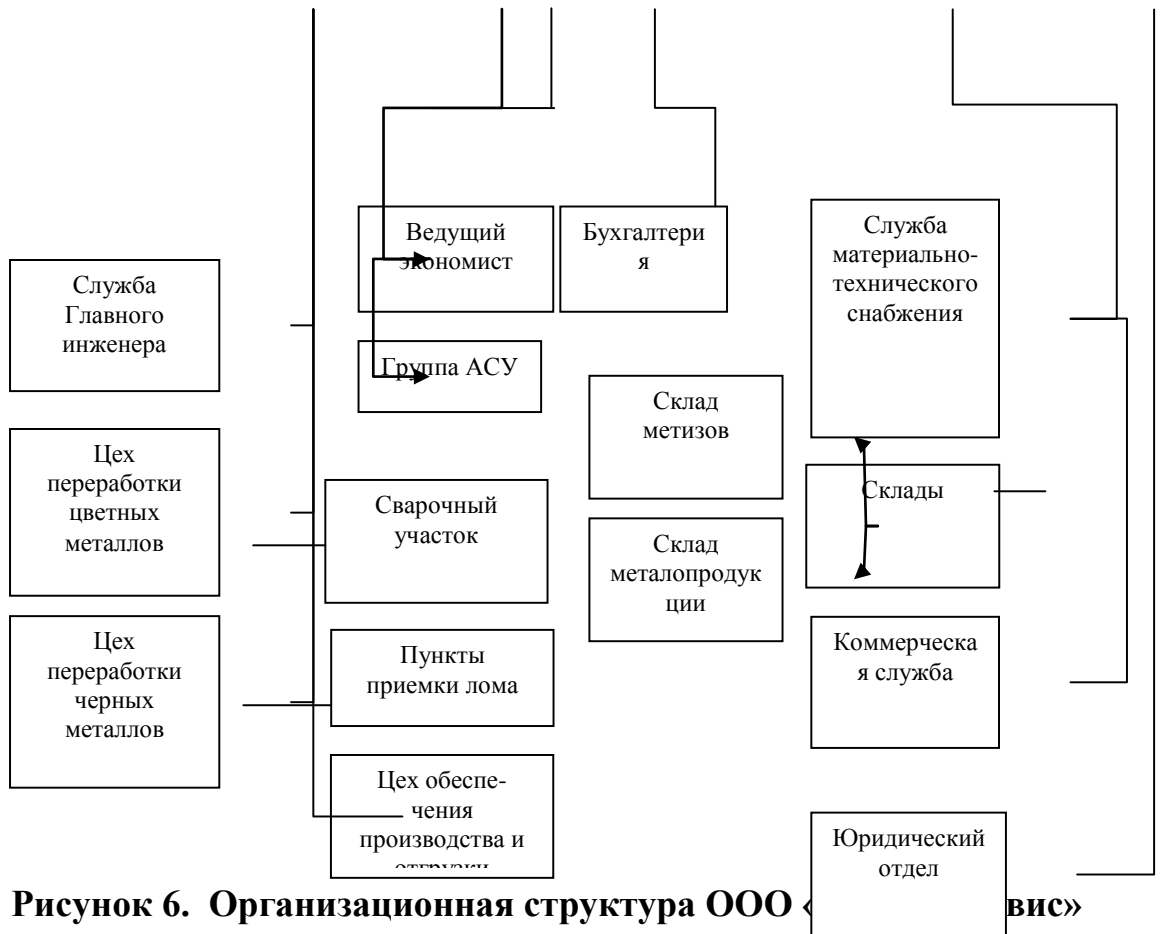 Ведущий
экономист
Бухгалтери
я
Служба
материально-
технического
снабжения
Служба
Главного
инженера
Группа АСУ
Склад
метизов
Цех
переработки
цветных
металлов
Сварочный
участок
Склады
Склад
металопродук
ции
Цех
переработки
черных
металлов
Пункты
приемки лома
Коммерческа
я служба
Цех обеспе-
чения
производства и
отгрузки
Юридический
отдел
Рисунок 6. Организационная структура ООО « вис»